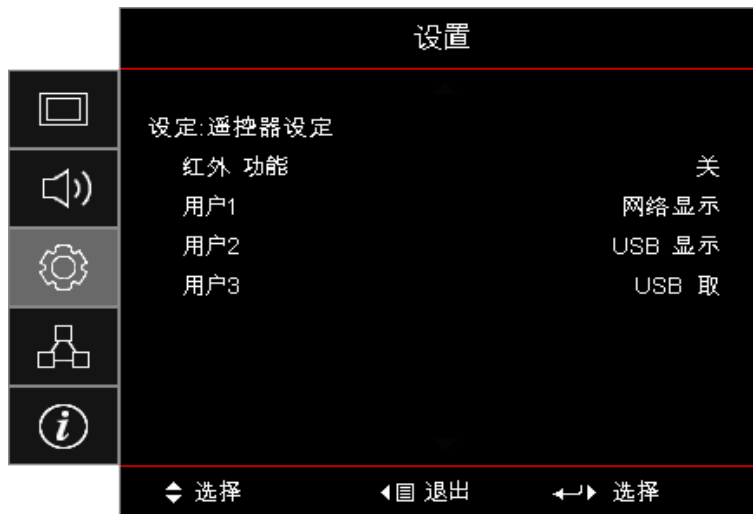 设置
设定:遥控器设定
红外 功能 关
用户1 网络显示
用户2 USB 显示
用户3 USB 取
选择 退出 选择